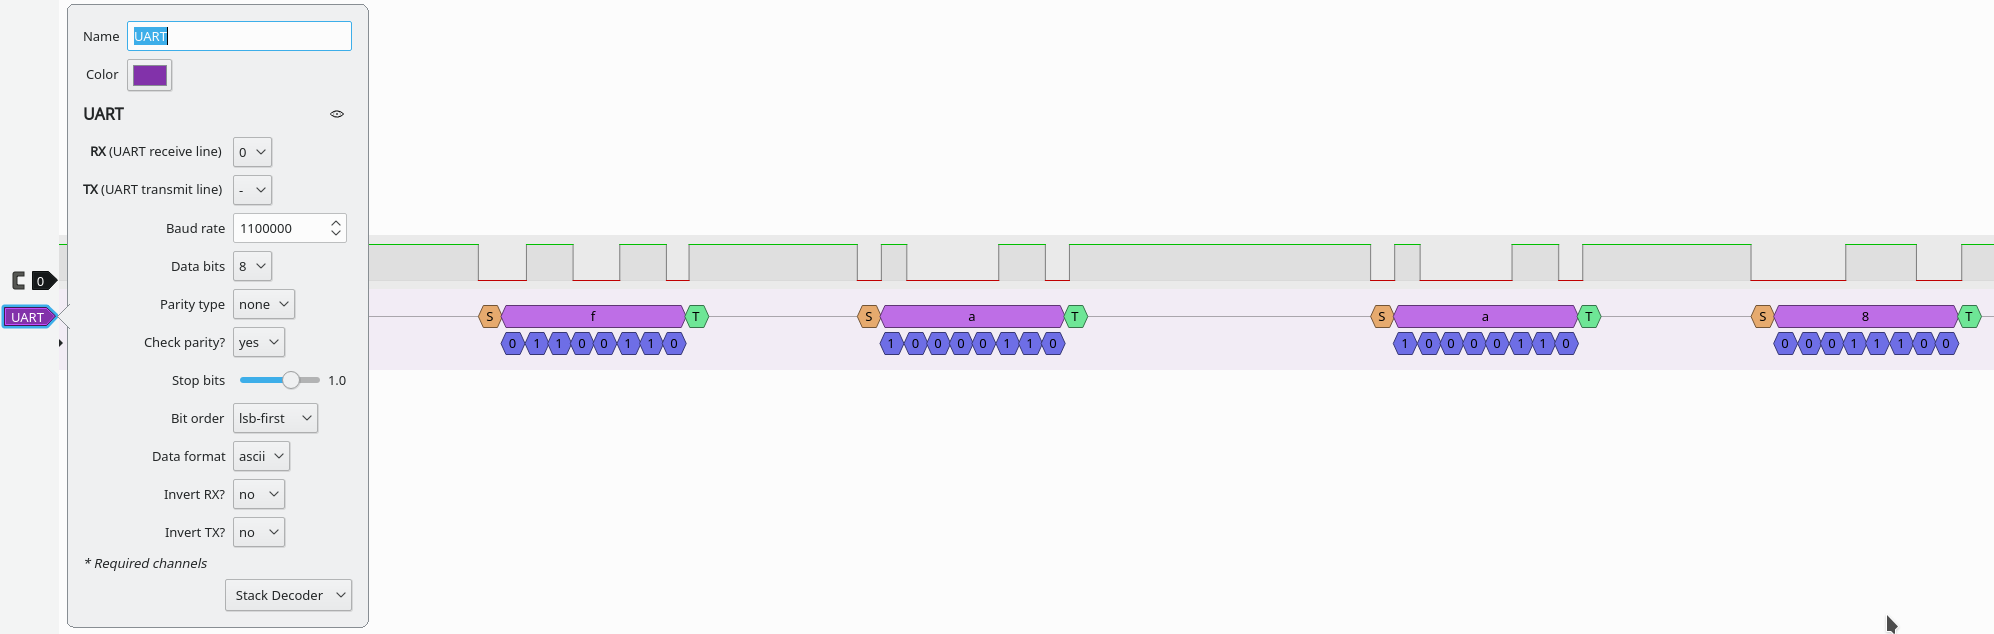 Name UART
Color
UART
RX (UART receive line) 0
TX (UART transmit line) -
Baud rate 1100000
Data bits 8
Parity type none
Check parity? yes
Stop bits 1.0
Bit order lsb-first
Data format ascii
Invert RX? no
Invert TX? no
* Required channels
Stack Decoder
0
UART
S f T S a T S a T S 8 T
0 1 1 0 0 1 1 0 1 0 0 0 0 1 1 0 1 0 0 0 0 1 1 0 0 0 0 1 1 1 0 0